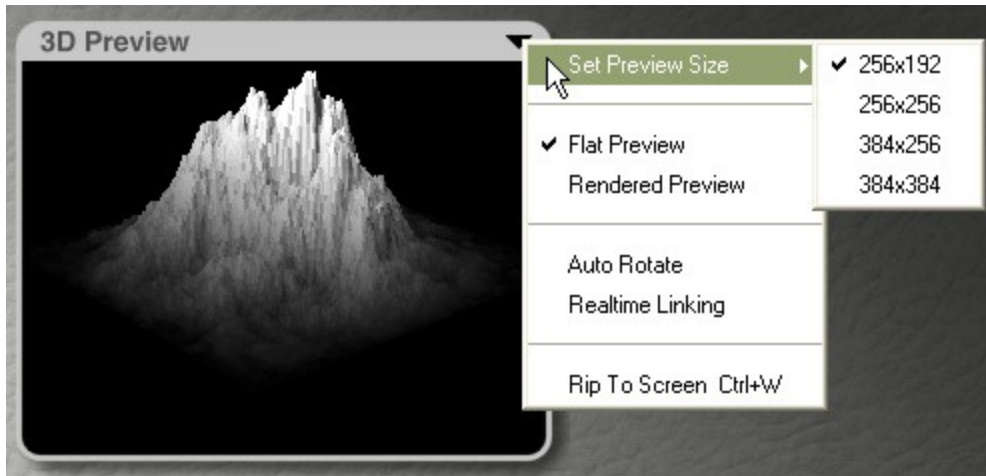 3D Preview
Set Preview Size
Flat Preview
Rendered Preview
Auto Rotate
Realtime Linking
Rip To Screen Ctrl+W
256x192
256x256
384x256
384x384